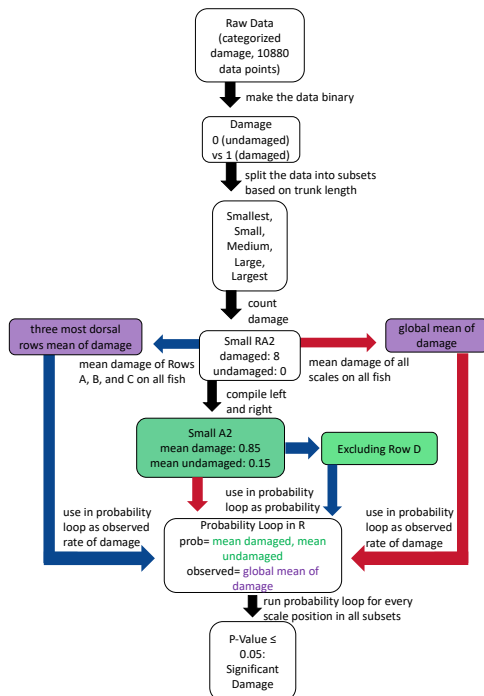 Raw Data
(categorized
damage, 10880
data points)
make the data binary
Damage
0 (undamaged)
vs 1 (damaged)
split the data into subsets
based on trunk length
Smallest,
Small,
Medium,
Large,
Largest
count
damage
three most dorsal
rows mean of damage
Small RA2
damaged: 8
undamaged: 0
global mean of
damage
mean damage of Rows
A, B, and C on all fish
mean damage of all
scales on all fish
compile left
and right
Small A2
mean damage: 0.85
mean undamaged: 0.15
Excluding Row D
use in probability
loop as observed
rate of damage
use in probability
loop as probability
use in probability
loop as observed
rate of damage
Probability Loop in R
prob= mean damaged, mean
undamaged
observed= global mean of
damage
run probability loop for every
scale position in all subsets
P-Value ≤
0.05:
Significant
Damage